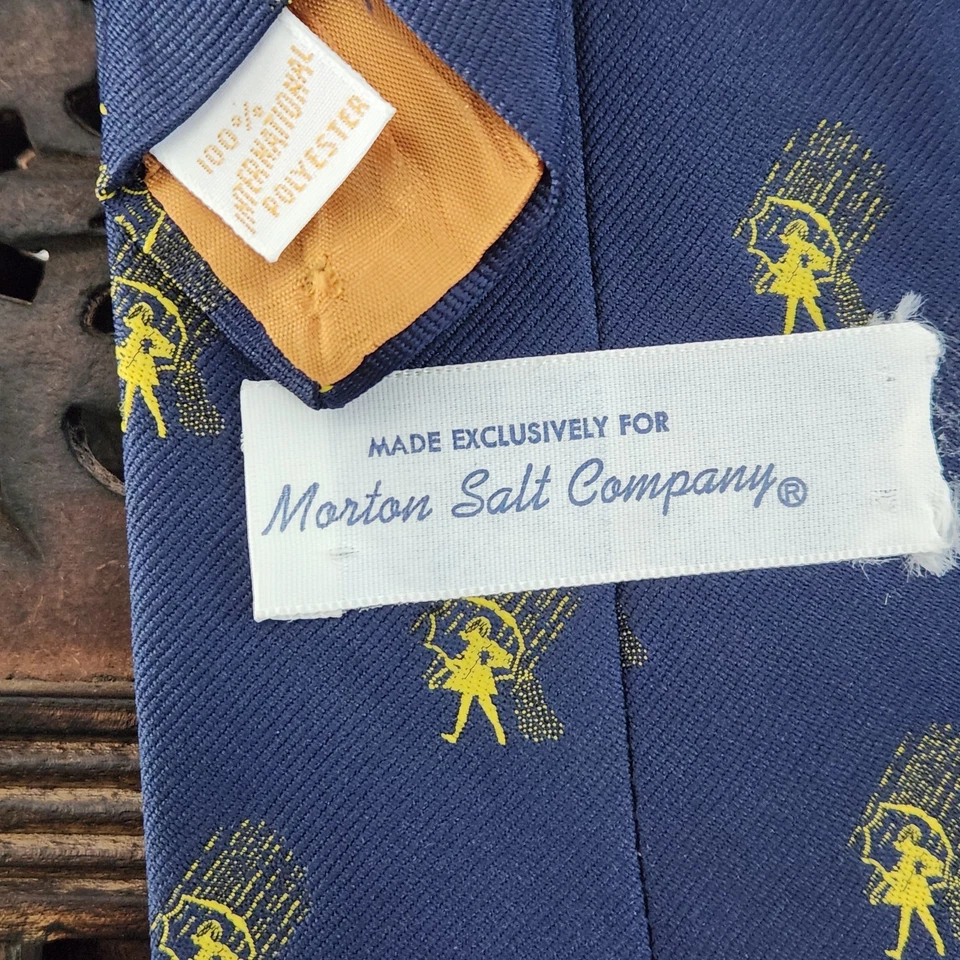 100%
INTERNATIONAL
POLYESTER
MADE EXCLUSIVELY FOR
Morton Salt Company®